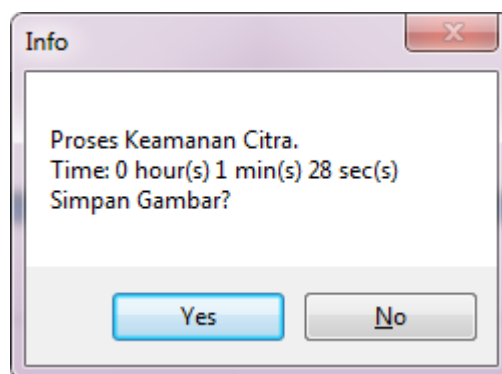 Info
Proses Keamanan Citra.
Time: 0 hour(s) 1 min(s) 28 sec(s)
Simpan Gambar?
Yes
No